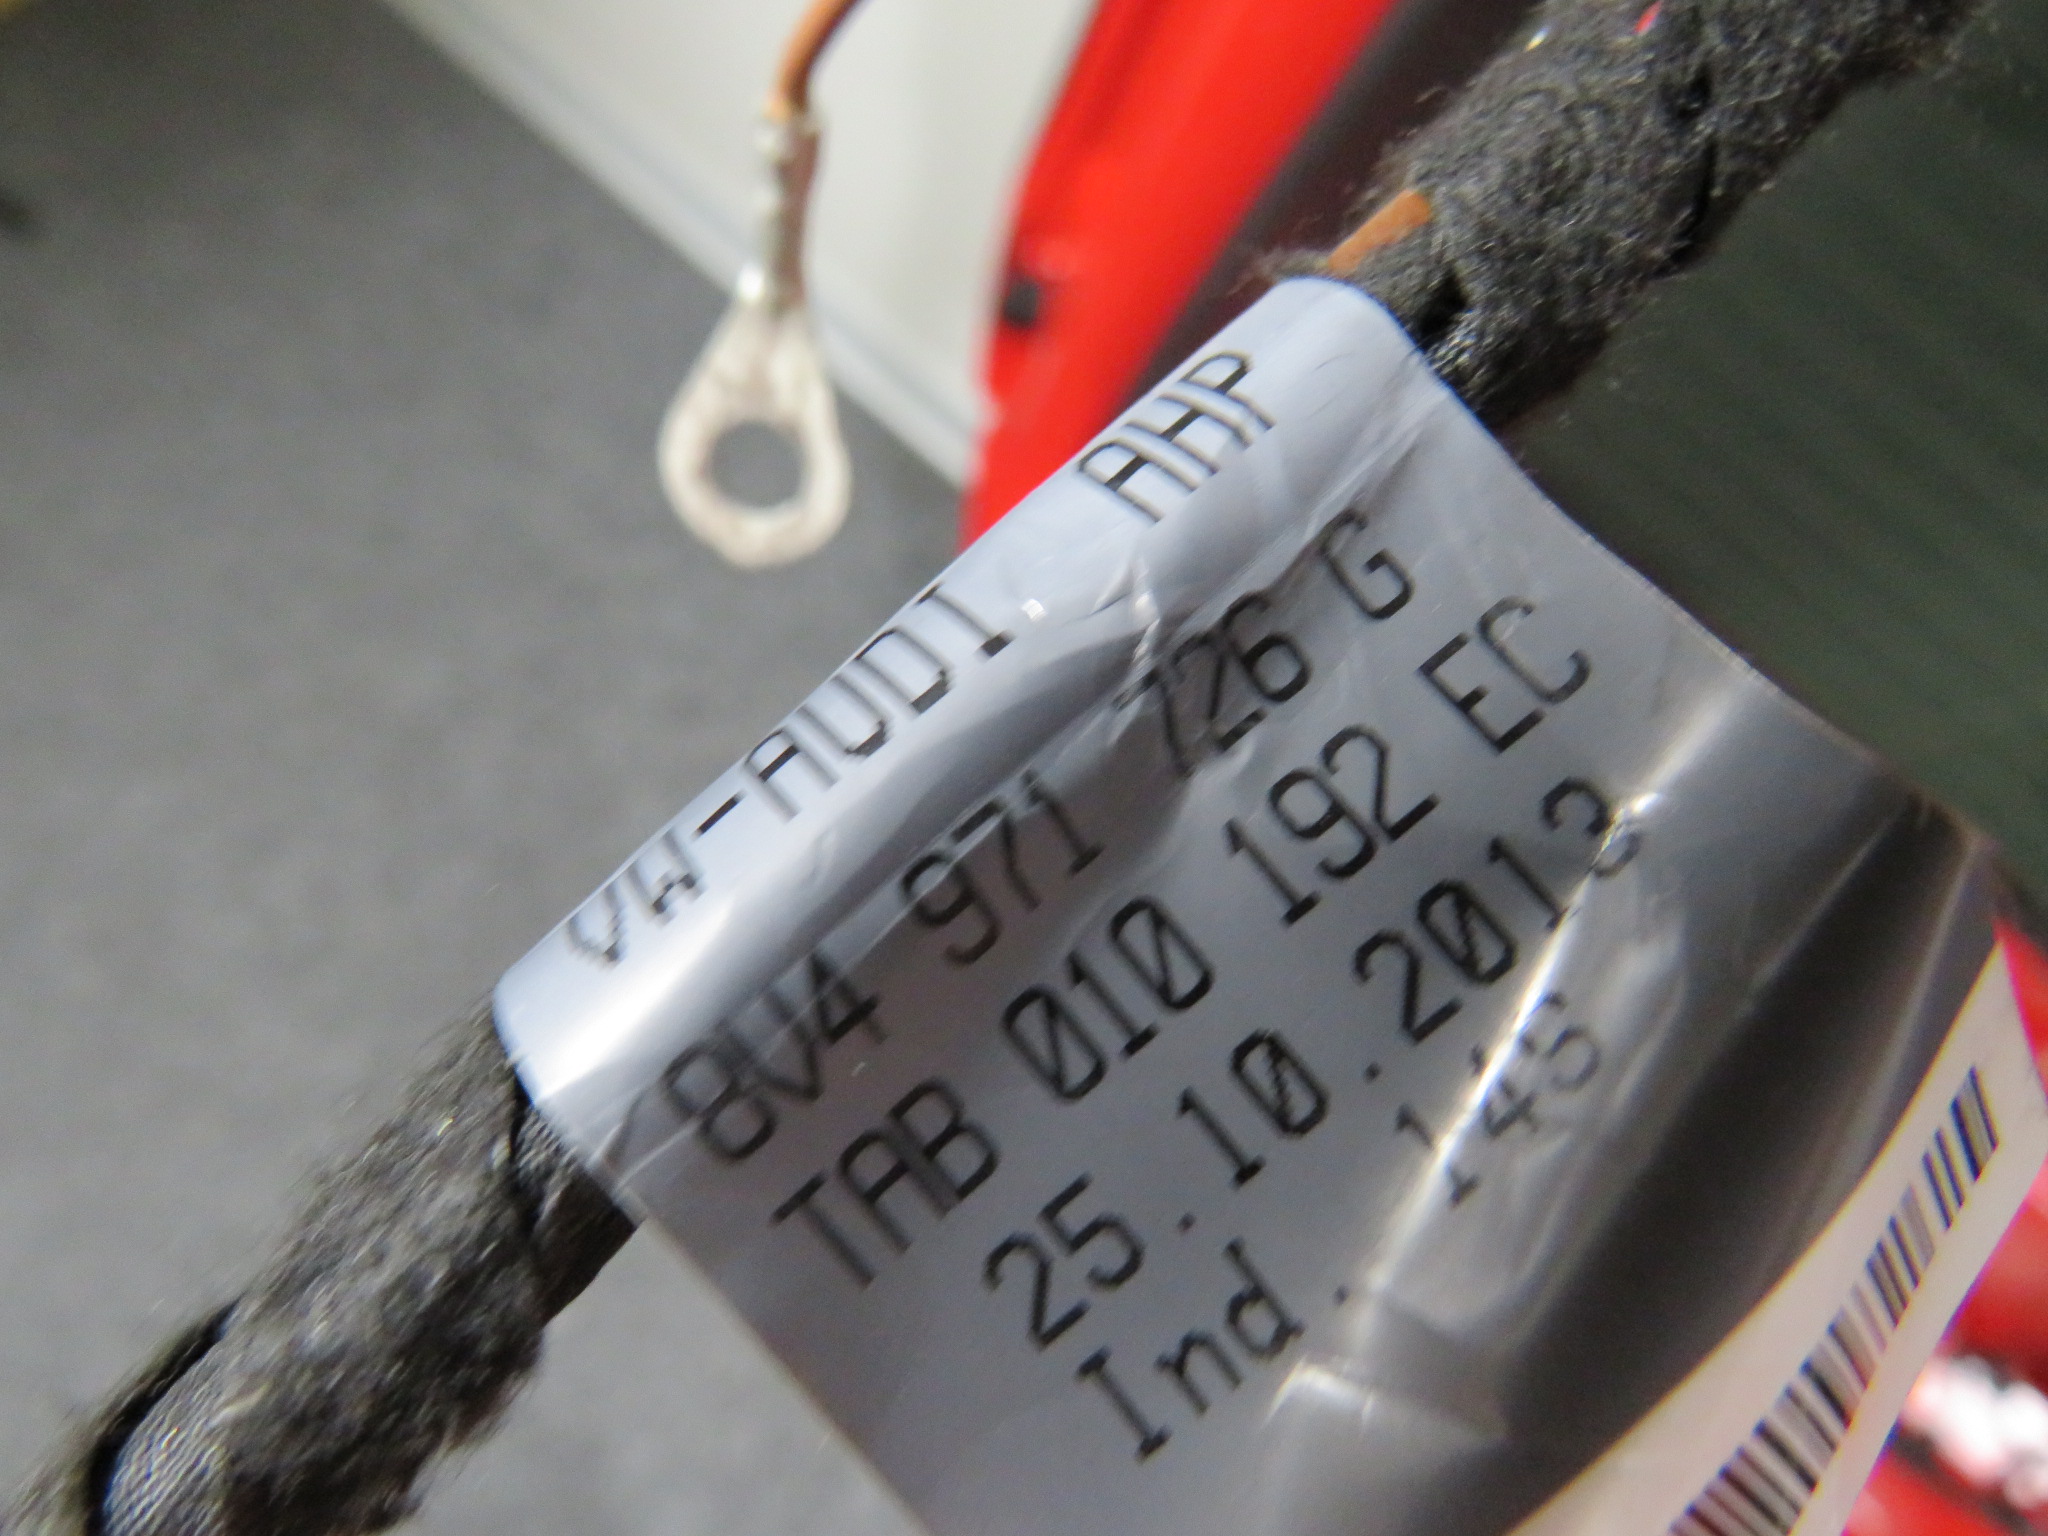 VW-AUDI AHP
8V4 971 726 G
TAB 010 192 EC
25.10.2013
Ind. 145